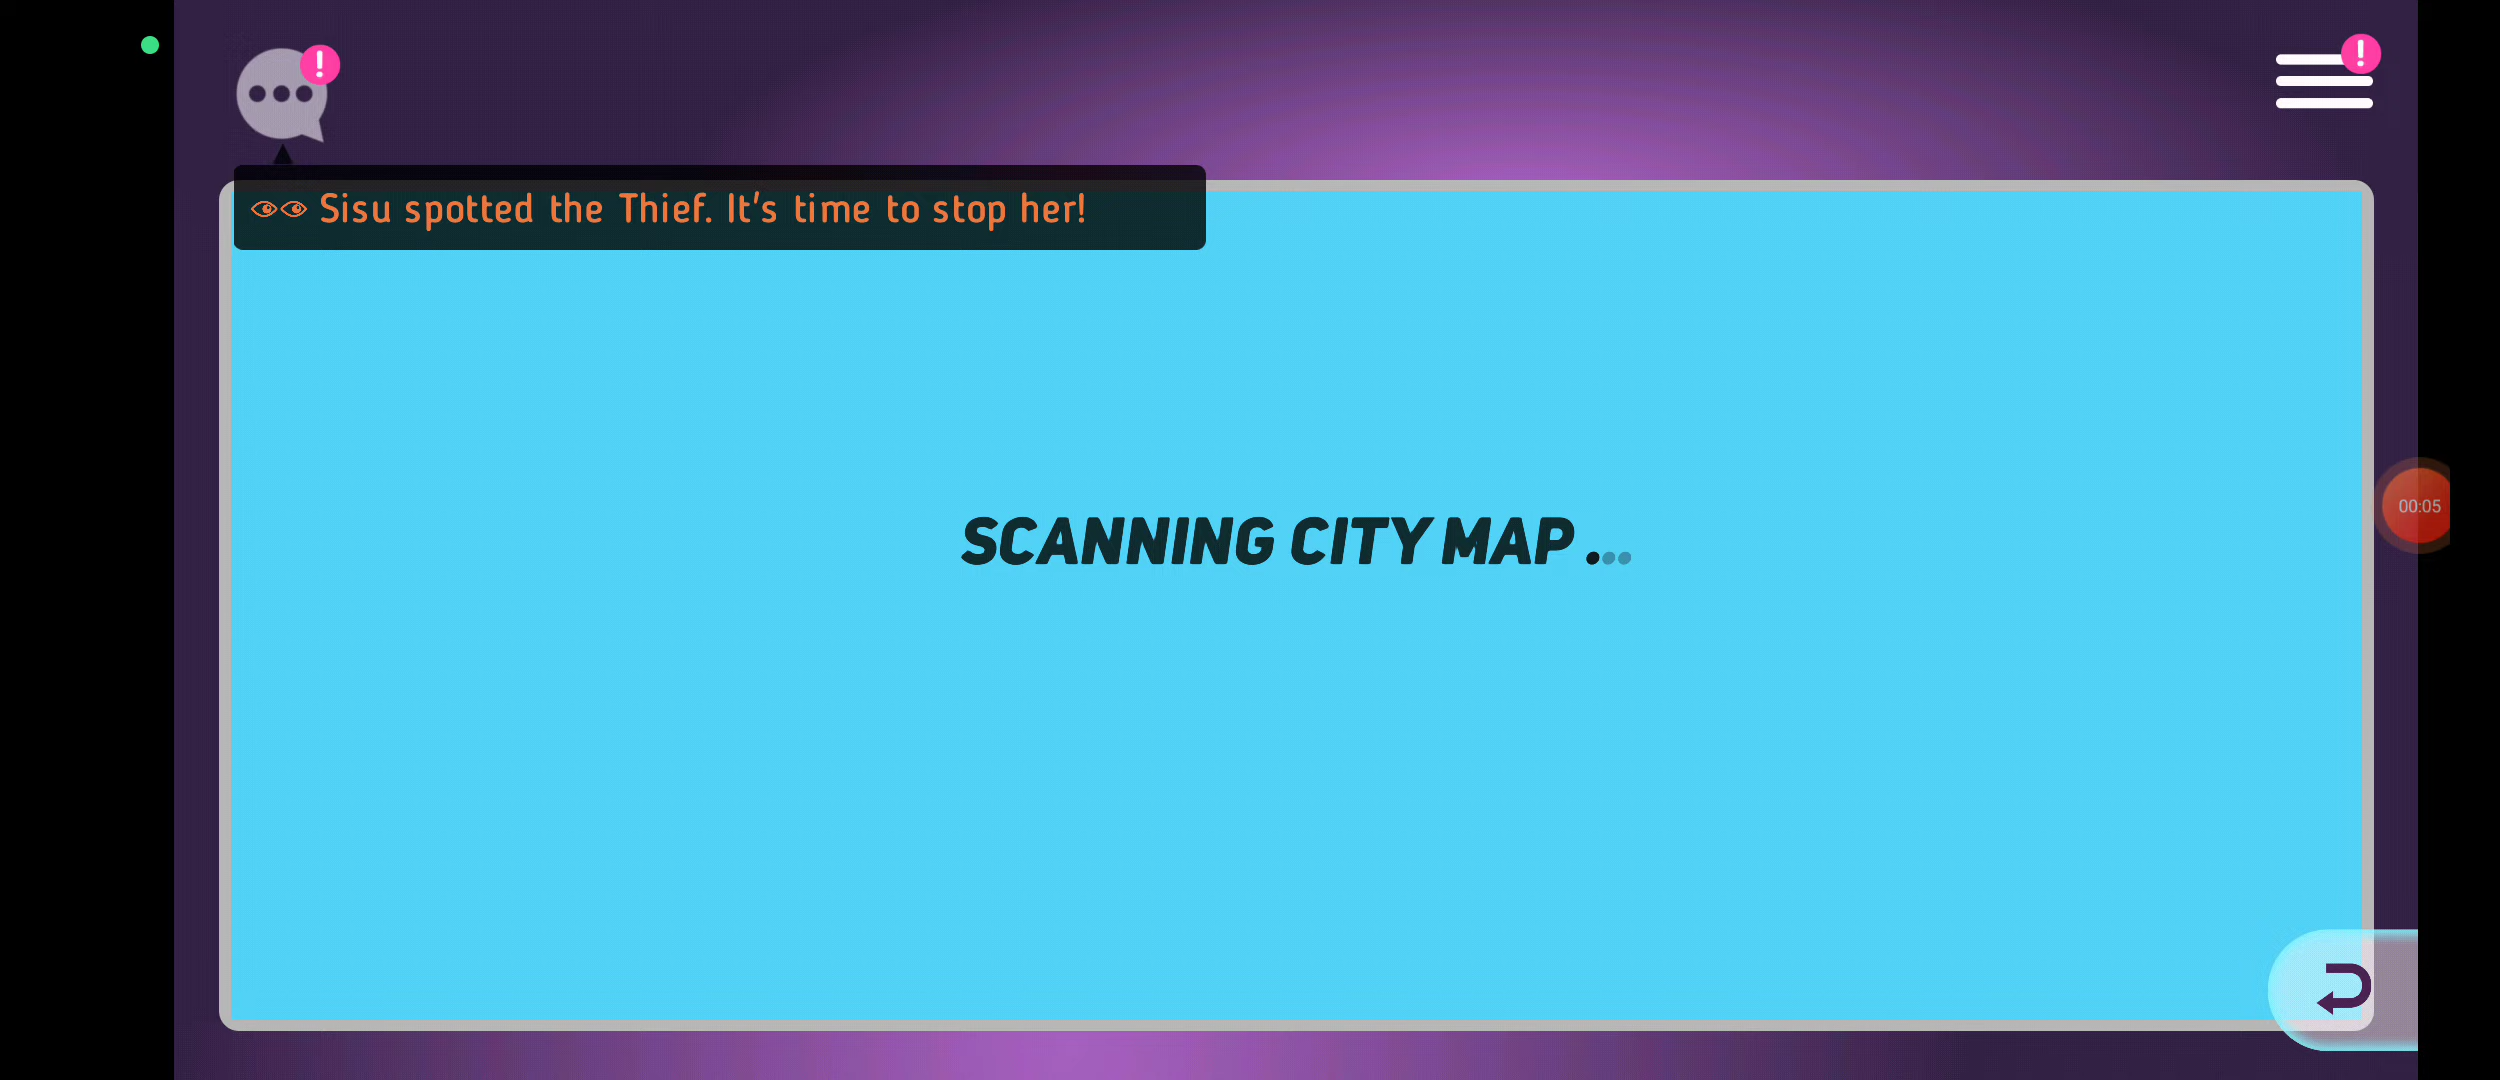 Sisu spotted the Thief. It's time to stop her!
SCANNING CITY MAP ...
00:05